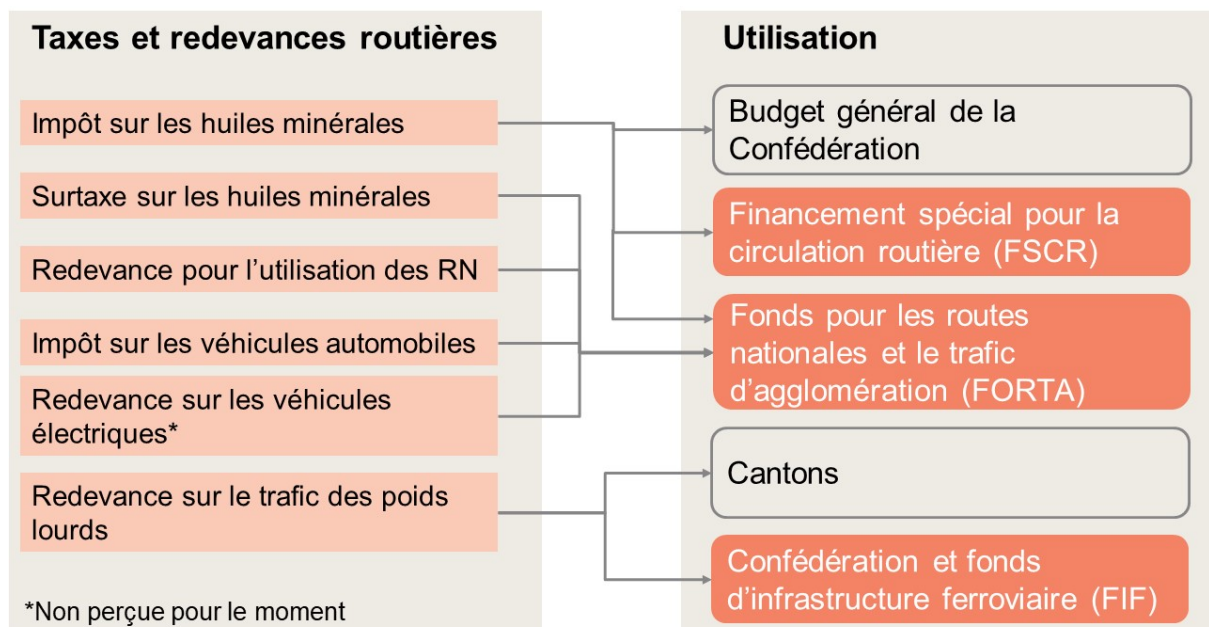 Taxes et redevances routières
Impôt sur les huiles minérales
Surtaxe sur les huiles minérales
Redevance pour l’utilisation des RN
Impôt sur les véhicules automobiles
Redevance sur les véhicules
électriques*
Redevance sur le trafic des poids
lourds
*Non perçue pour le moment
Utilisation
Budget général de la
Confédération
Financement spécial pour la
circulation routière (FSCR)
Fonds pour les routes
nationales et le trafic
d’agglomération (FORTA)
Cantons
Confédération et fonds
d’infrastructure ferroviaire (FIF)